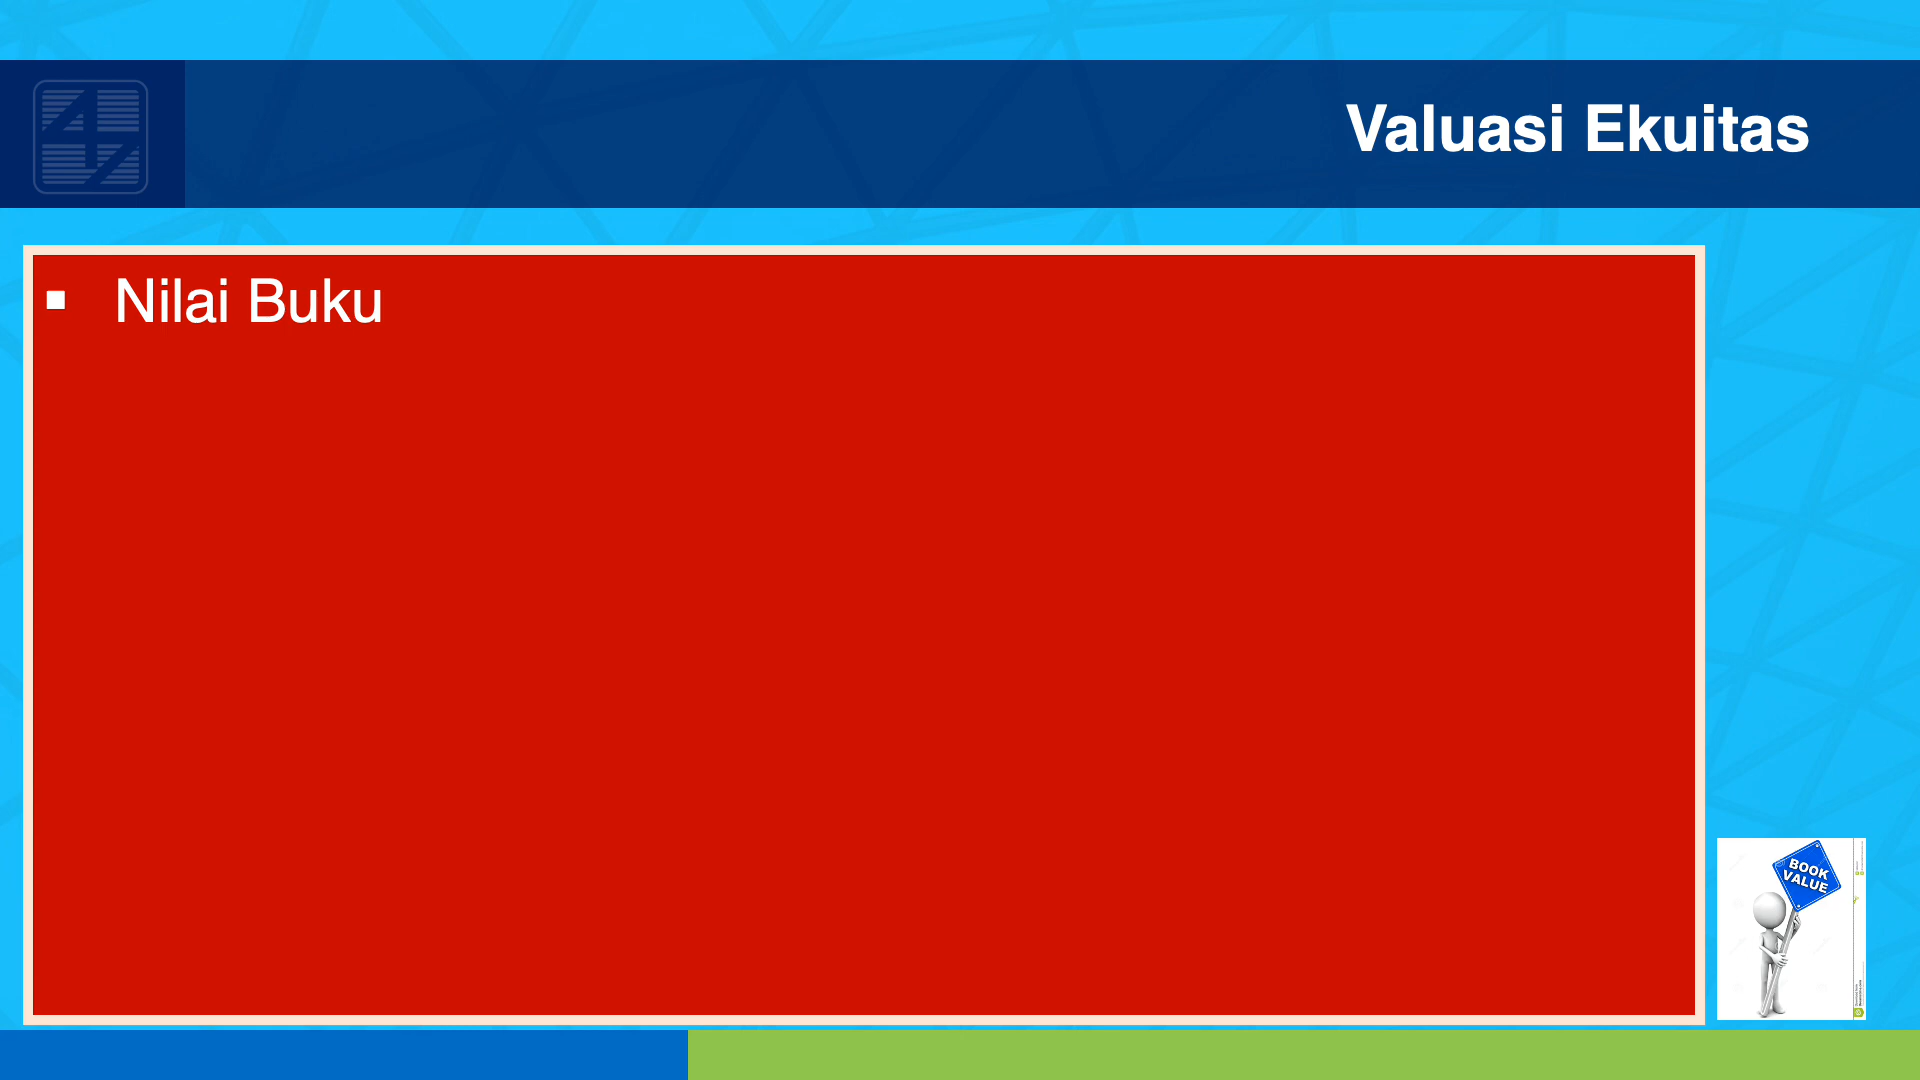 Valuasi Ekuitas
▪ Nilai Buku
BOOK
VALUE